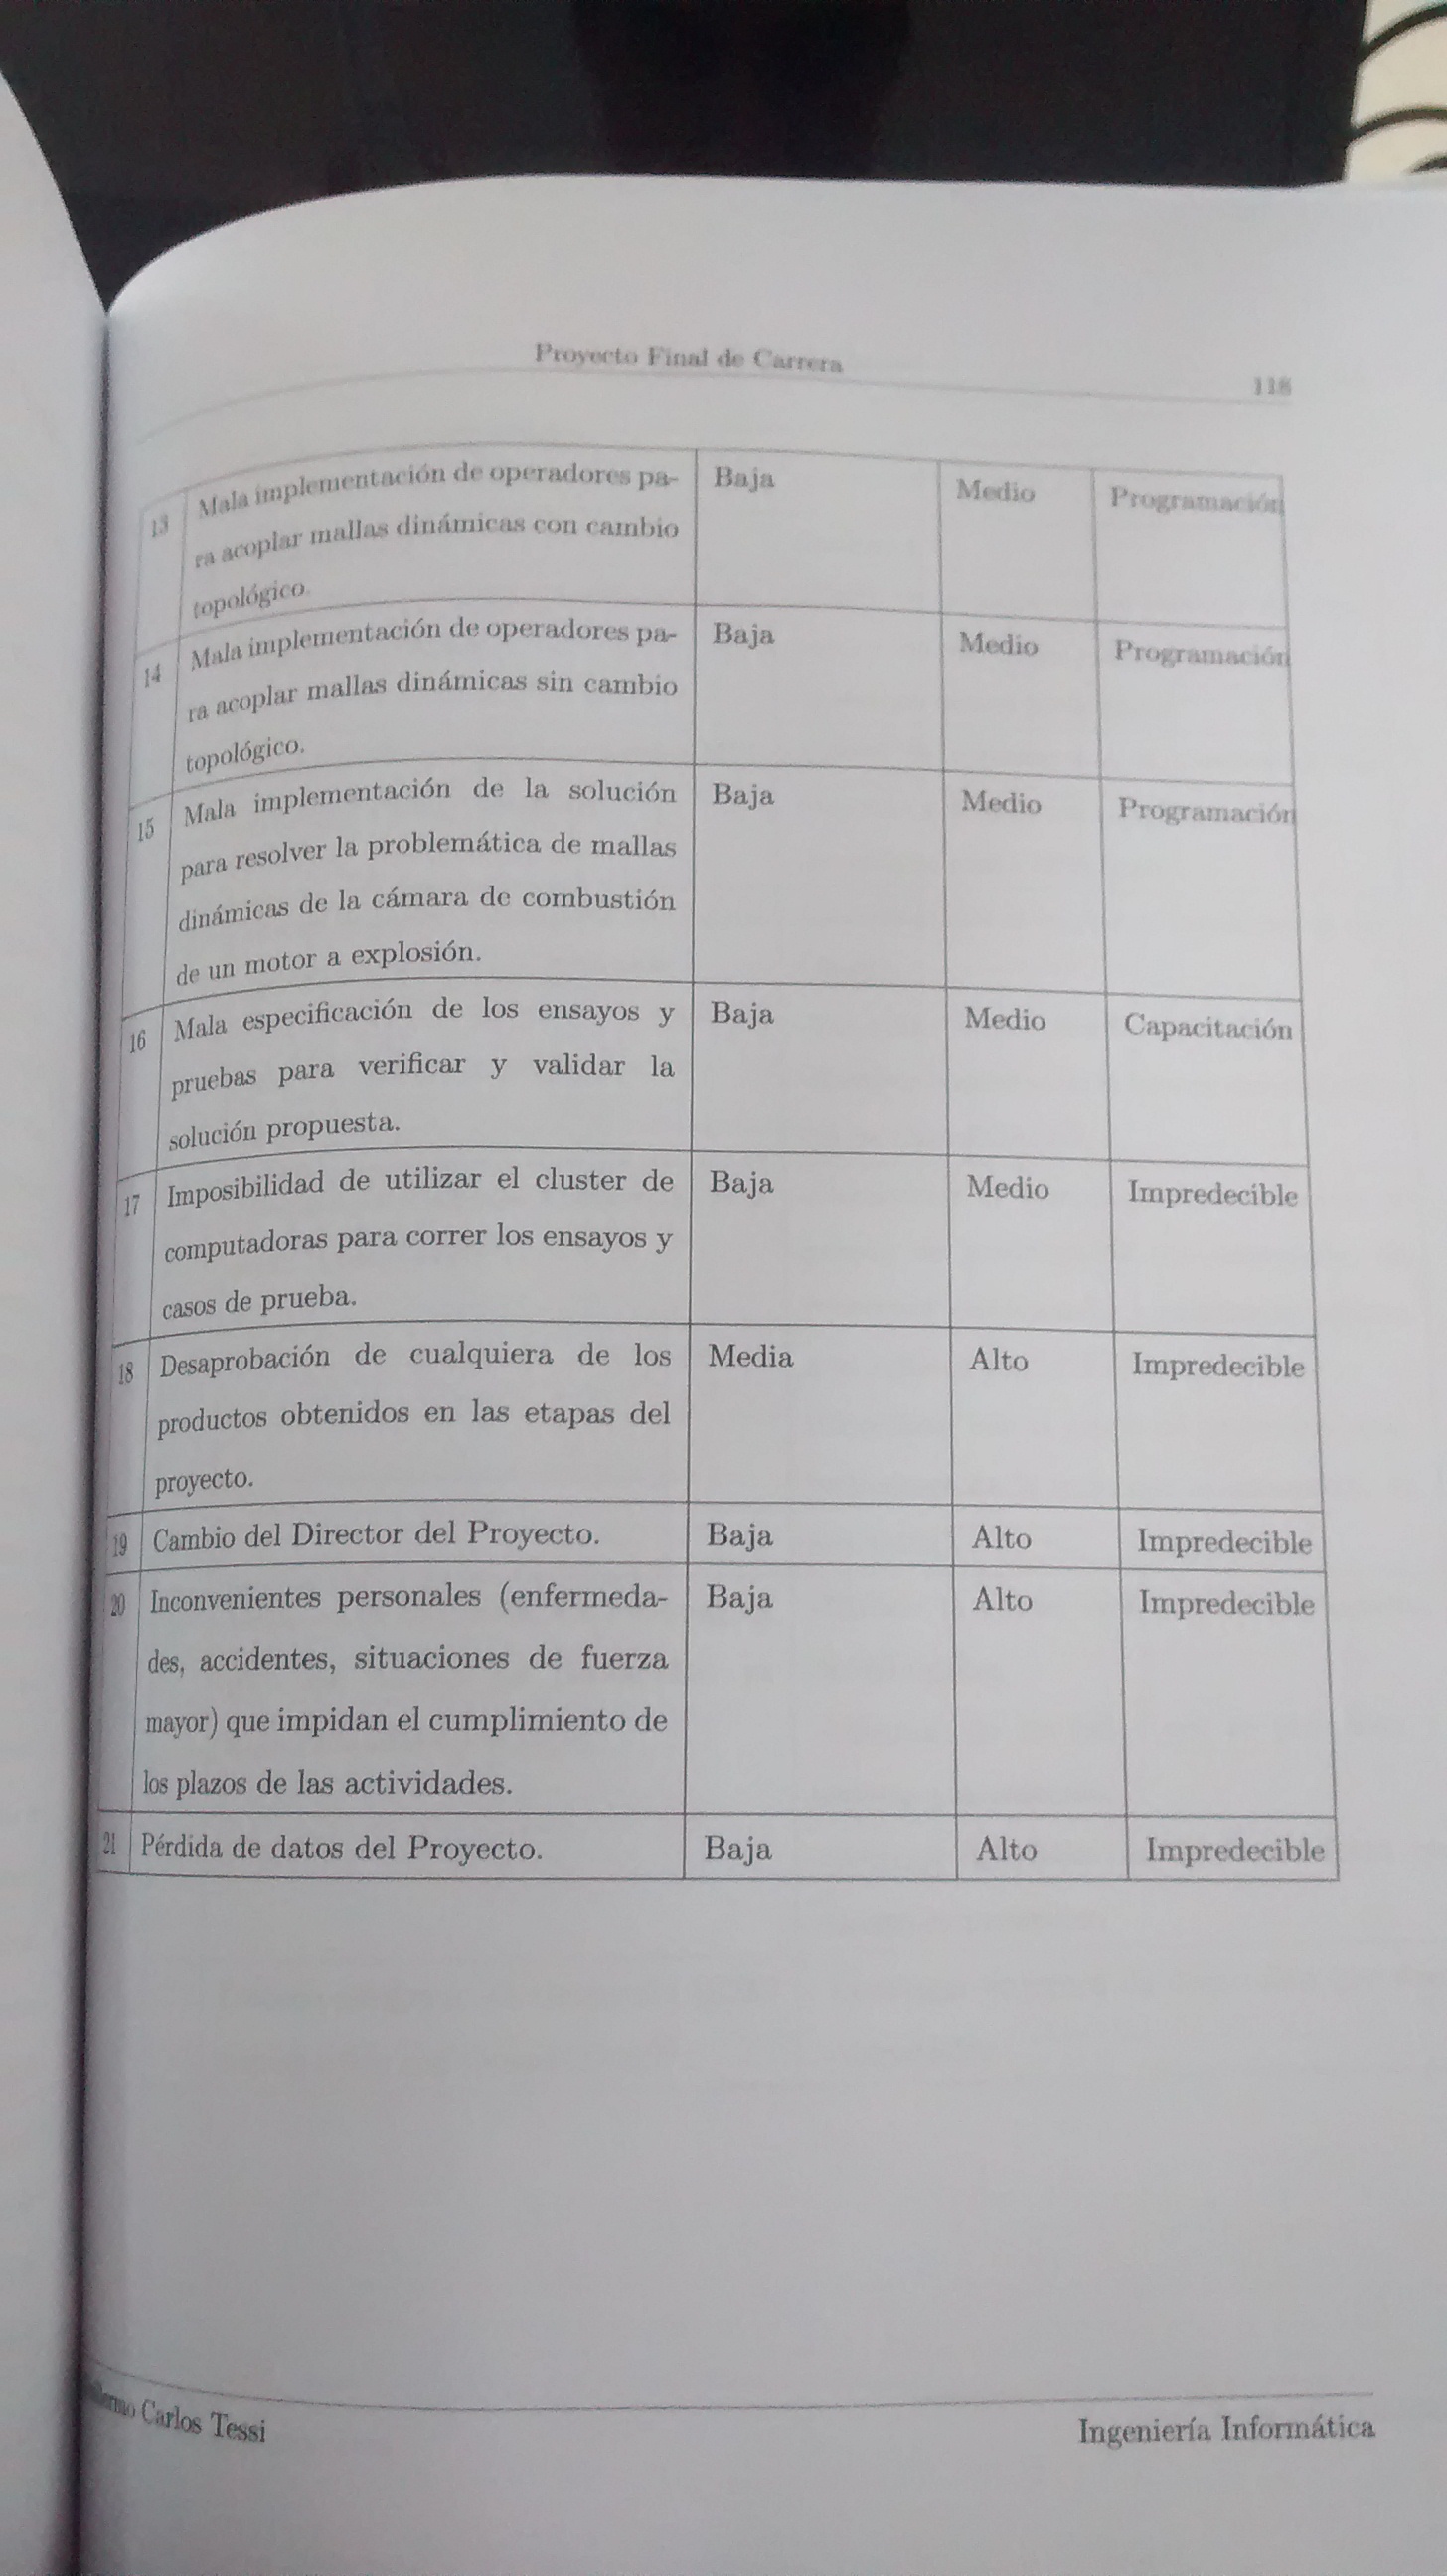 Proyecto Final de Carrera
118
13 Mala implementación de operadores pa- Baja Medio Programación
ra acoplar mallas dinámicas con cambio
topológico.
14 Mala implementación de operadores pa- Baja Medio Programación
ra acoplar mallas dinámicas sin cambio
topológico.
15 Mala implementación de la solución Baja Medio Programación
para resolver la problemática de mallas
dinámicas de la cámara de combustión
de un motor a explosión.
16 Mala especificación de los ensayos y Baja Medio Capacitación
pruebas para verificar y validar la
solución propuesta.
17 Imposibilidad de utilizar el cluster de Baja Medio Impredecible
computadoras para correr los ensayos y
casos de prueba.
18 Desaprobación de cualquiera de los Media Alto Impredecible
productos obtenidos en las etapas del
proyecto.
19 Cambio del Director del Proyecto. Baja Alto Impredecible
20 Inconvenientes personales (enfermeda- Baja Alto Impredecible
des, accidentes, situaciones de fuerza
mayor) que impidan el cumplimiento de
los plazos de las actividades.
21 Pérdida de datos del Proyecto. Baja Alto Impredecible
Carlos Tessi
Ingeniería Informática